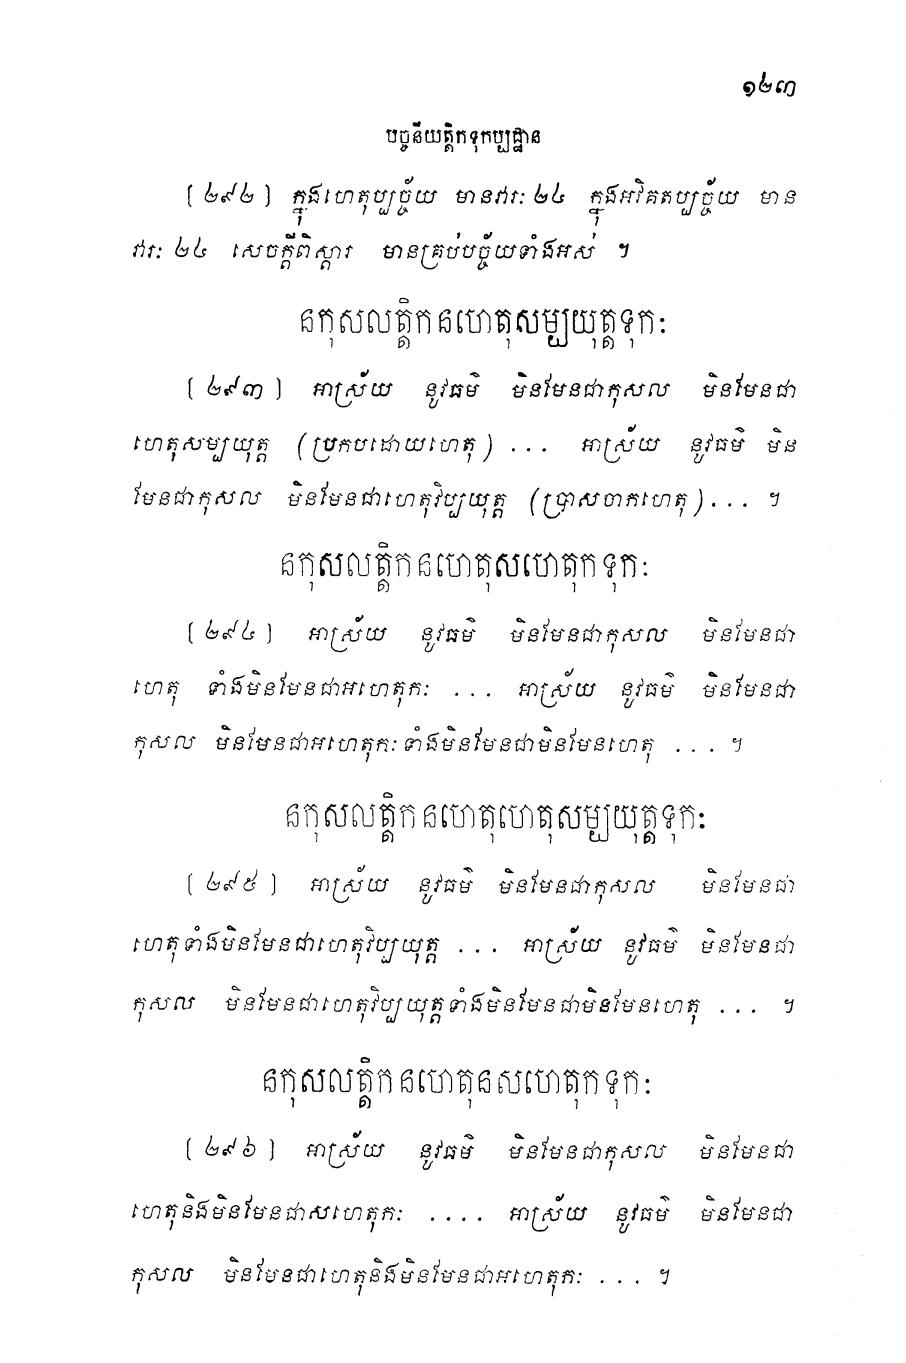 ១២៣
បច្ចនីយត្តិកទុកប្បដ្ឋាន
[២៩២] ក្នុងហេតុប្បច្ច័យ មានវារៈ ២៤ ក្នុងអវិគតប្បច្ច័យ មាន
វារៈ ២៤ សេចក្តីពិស្តារ មានគ្រប់បច្ច័យទាំងអស់ ។
នកុសលត្តិកនហេតុសម្បយុត្តទុកៈ
[២៩៣] អាស្រ័យ នូវធម៌ មិនមែនជាកុសល មិនមែនជា
ហេតុសម្បយុត្ត (ប្រកបដោយហេតុ) ... អាស្រ័យ នូវធម៌ មិន
មែនជាកុសល មិនមែនជាហេតុវិប្បយុត្ត (ប្រាសចាកហេតុ) ... ។
នកុសលត្តិកនហេតុសហេតុកទុកៈ
[២៩៤] អាស្រ័យ នូវធម៌ មិនមែនជាកុសល មិនមែនជា
ហេតុ ទាំងមិនមែនជាអហេតុកៈ ... អាស្រ័យ នូវធម៌ មិនមែនជា
កុសល មិនមែនជាអហេតុកៈទាំងមិនមែនជាមិនមែនហេតុ ... ។
នកុសលត្តិកនហេតុហេតុសម្បយុត្តទុកៈ
[២៩៥] អាស្រ័យ នូវធម៌ មិនមែនជាកុសល មិនមែនជា
ហេតុទាំងមិនមែនជាហេតុវិប្បយុត្ត ... អាស្រ័យ នូវធម៌ មិនមែនជា
កុសល មិនមែនជាហេតុវិប្បយុត្តទាំងមិនមែនជាមិនមែនហេតុ ... ។
នកុសលត្តិកនហេតុនសហេតុកទុកៈ
[២៩៦] អាស្រ័យ នូវធម៌ មិនមែនជាកុសល មិនមែនជា
ហេតុនិងមិនមែនជាសហេតុកៈ .... អាស្រ័យ នូវធម៌ មិនមែនជា
កុសល មិនមែនជាហេតុនិងមិនមែនជាអហេតុកៈ ... ។